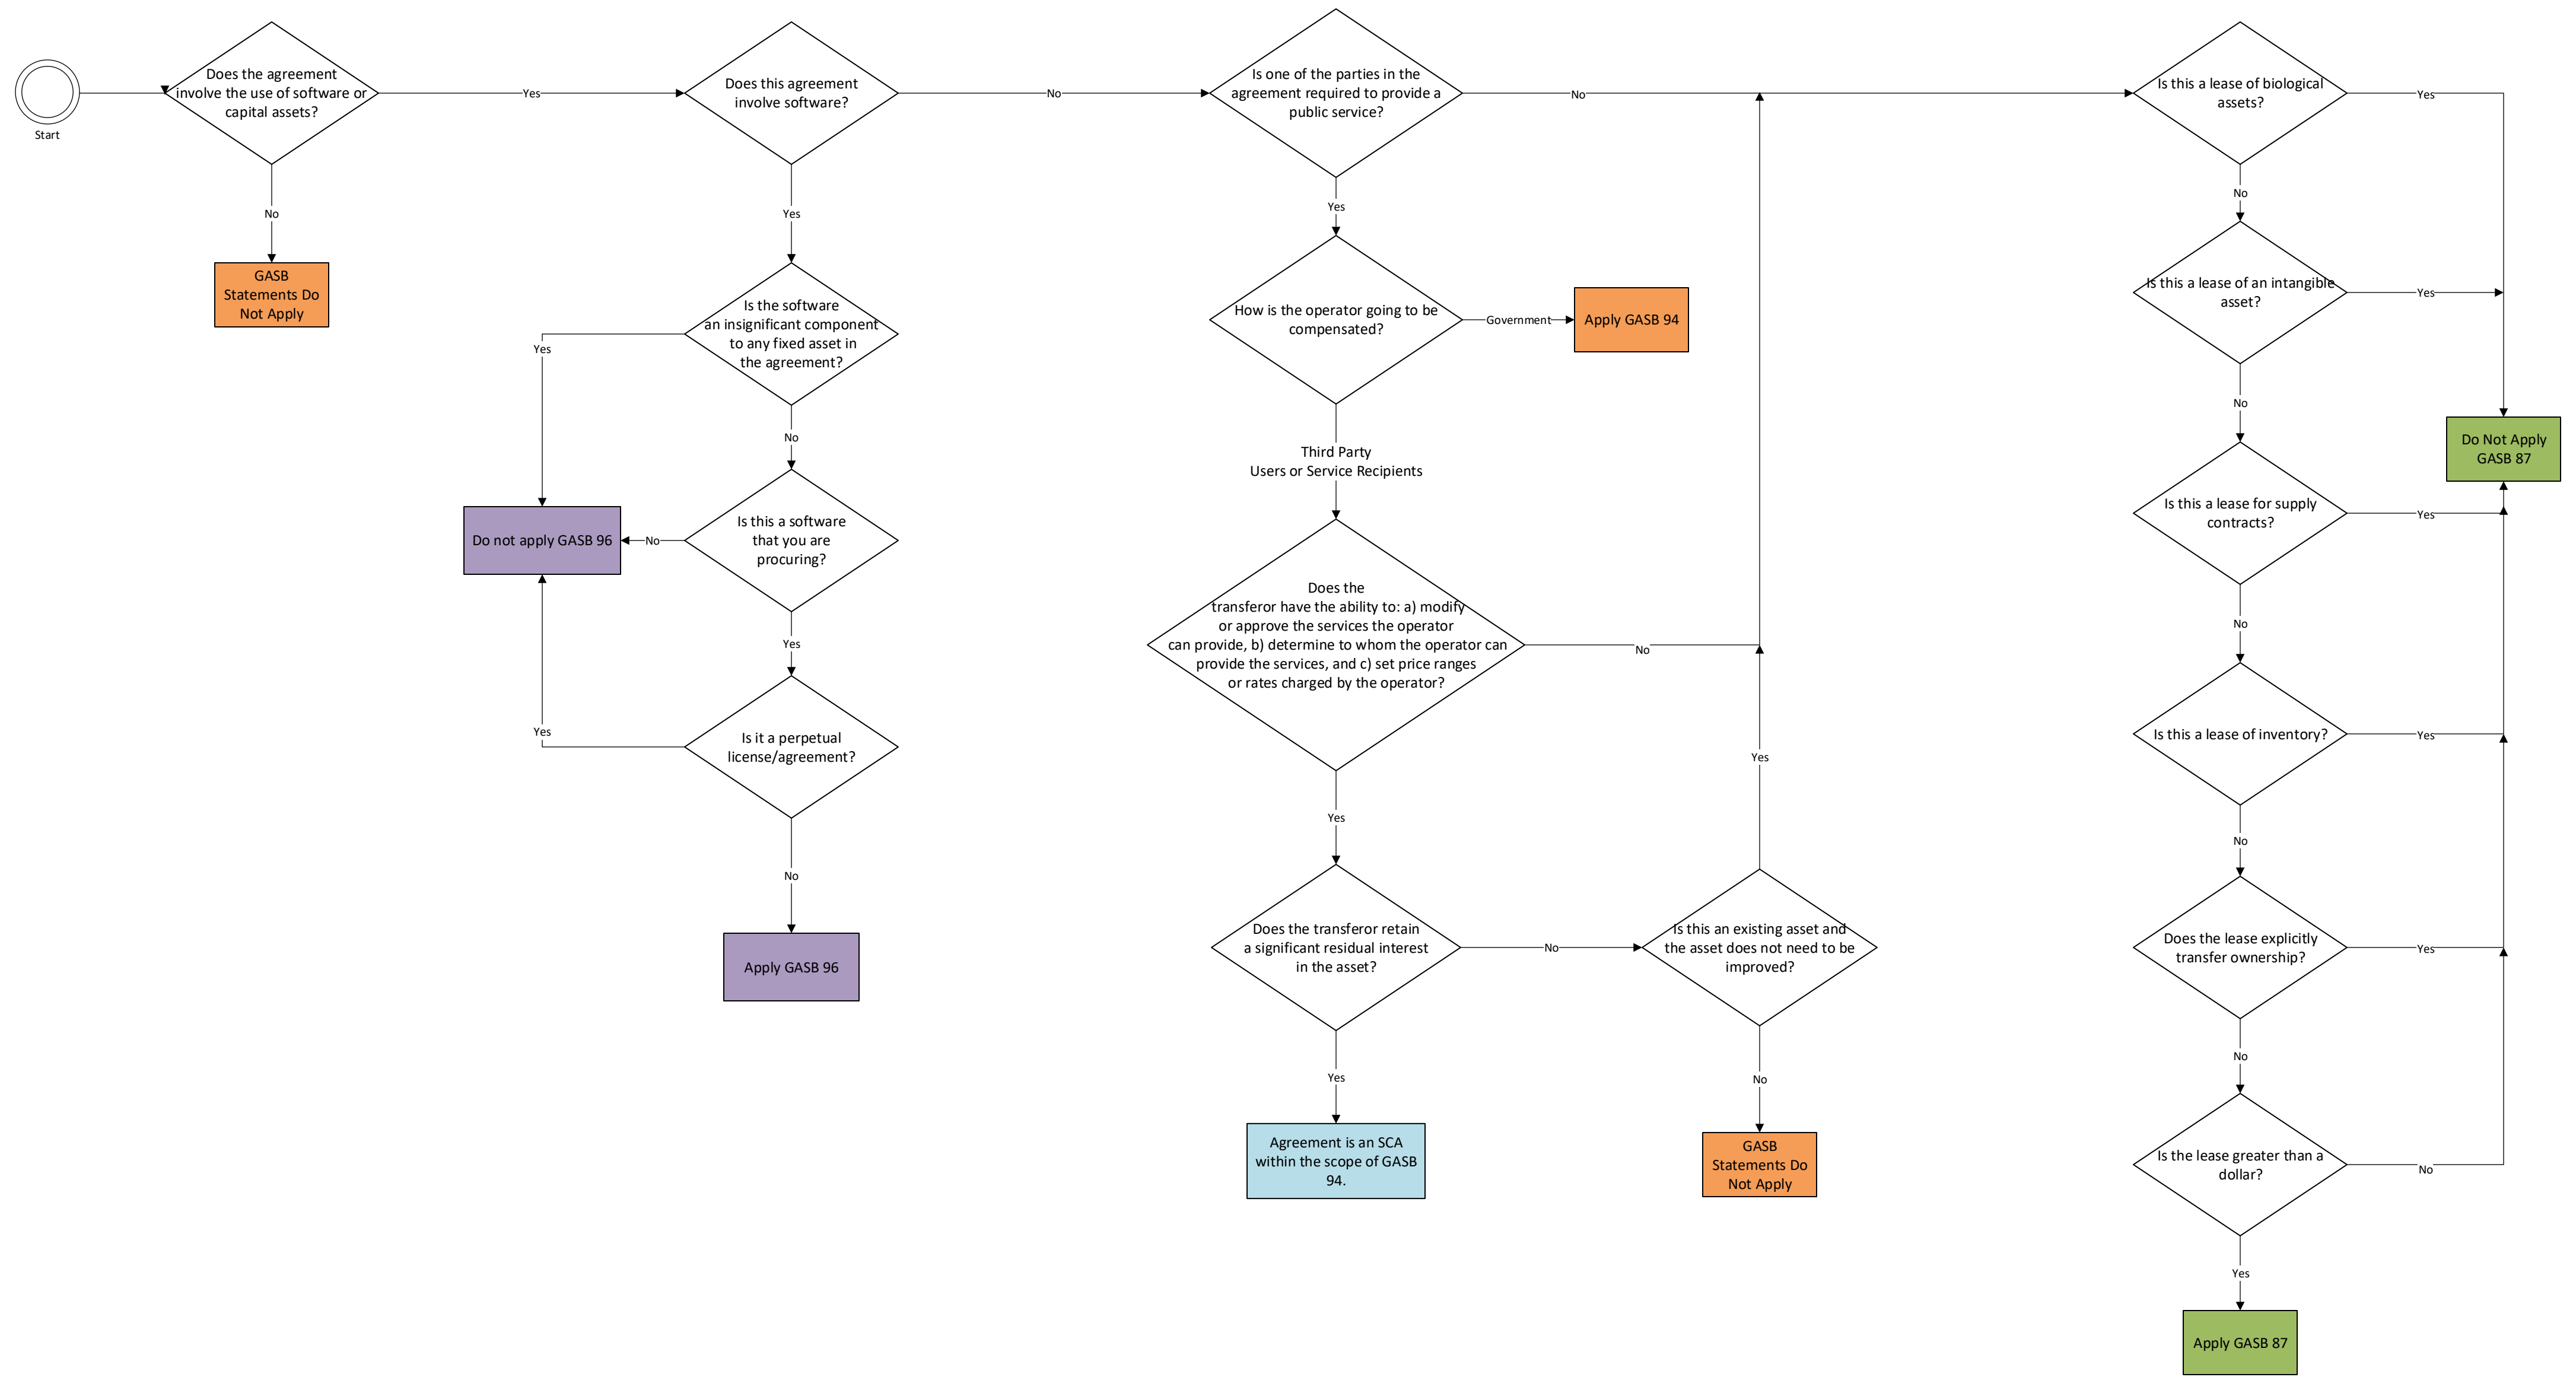 Start
Does the agreement
involve the use of software or
capital assets?
Yes
No
GASB
Statements Do
Not Apply
Does this agreement
involve software?
No
Yes
Is the software
an insignificant component
to any fixed asset in
the agreement?
Yes
No
Is this a software
that you are
procuring?
No
Do not apply GASB 96
Yes
Is it a perpetual
license/agreement?
Yes
No
Apply GASB 96
Is one of the parties in the
agreement required to provide a
public service?
No
Yes
How is the operator going to be
compensated?
Government
Apply GASB 94
Third Party
Users or Service Recipients
Does the
transferor have the ability to: a) modify
or approve the services the operator
can provide, b) determine to whom the operator can
provide the services, and c) set price ranges
or rates charged by the operator?
No
Yes
Does the transferor retain
a significant residual interest
in the asset?
No
Yes
Agreement is an SCA
within the scope of GASB
94.
Is this an existing asset and
the asset does not need to be
improved?
Yes
No
GASB
Statements Do
Not Apply
Is this a lease of biological
assets?
Yes
No
Is this a lease of an intangible
asset?
Yes
No
Do Not Apply
GASB 87
Is this a lease for supply
contracts?
Yes
No
Is this a lease of inventory?
Yes
No
Does the lease explicitly
transfer ownership?
Yes
No
Is the lease greater than a
dollar?
No
Yes
Apply GASB 87